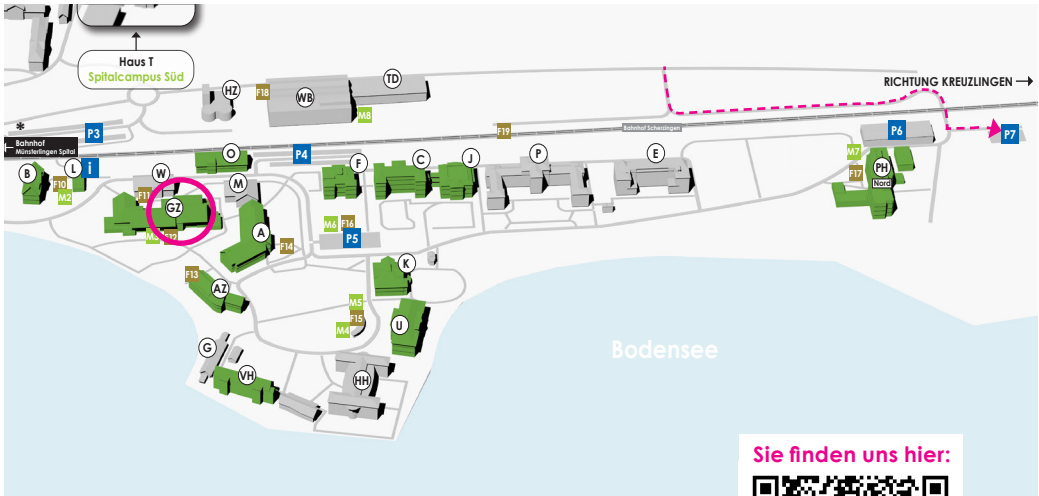 Haus T
Spitalcampus Süd
TD
HZ
F18
WB
M8
RICHTUNG KREUZLINGEN →
*
P3
F19
Bahnhof Scherzingen
P6
P7
← Bahnhof
Münsterlingen Spital
O
P4
M7
B
L
i
W
F
C
J
P
E
F17
PH
Nord
F10
M2
F11
M
GZ
M6
F16
A
P5
F12
F14
F13
K
AZ
M5
F15
M4
U
G
VH
HH
Bodensee
Sie finden uns hier: